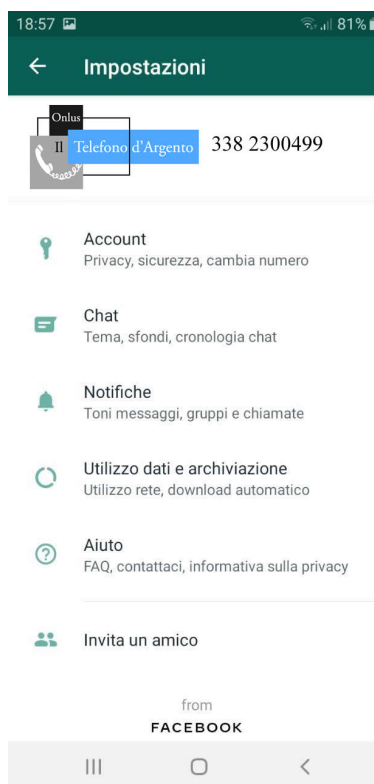 18:57 81%
Impostazioni
Onlus
Il Telefono d'Argento 338 2300499
Account
Privacy, sicurezza, cambia numero
Chat
Tema, sfondi, cronologia chat
Notifiche
Toni messaggi, gruppi e chiamate
Utilizzo dati e archiviazione
Utilizzo rete, download automatico
Aiuto
FAQ, contattaci, informativa sulla privacy
Invita un amico
from
FACEBOOK